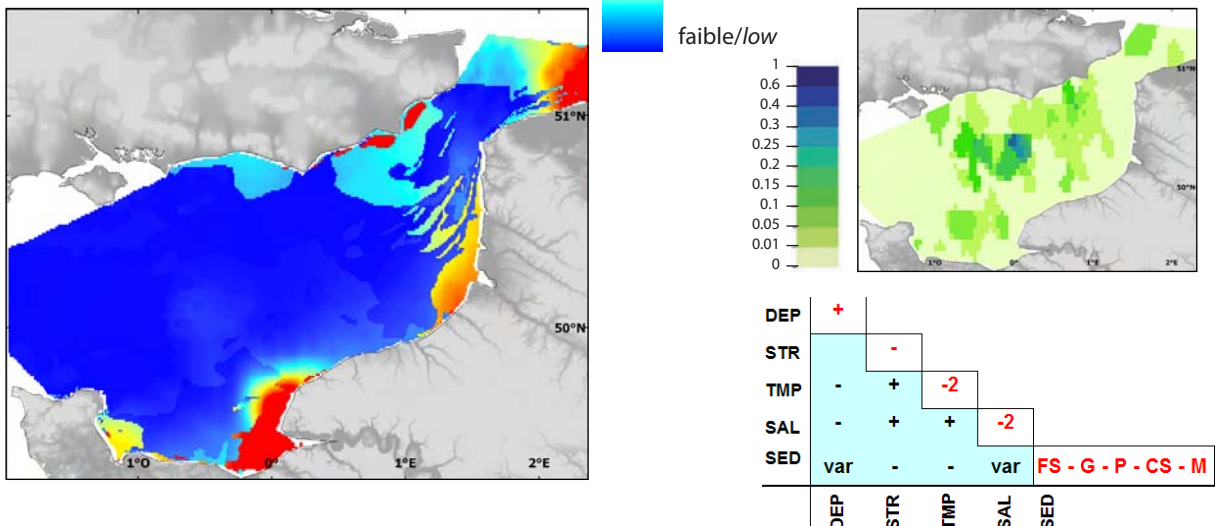 faible/low
51°N
50°N
1°O
0°
1°E
2°E
1
0.6
0.4
0.3
0.25
0.2
0.15
0.1
0.05
0.01
0
51°N
50°N
1°O
0°
1°E
2°E
DEP +
STR -
TMP - + -2
SAL - + + -2
SED var - - var FS - G - P - CS - M
DEP STR TMP SAL SED